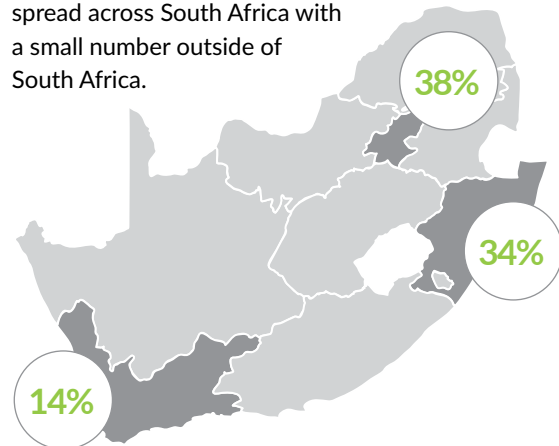 spread across South Africa with
a small number outside of
South Africa.
38%
34%
14%